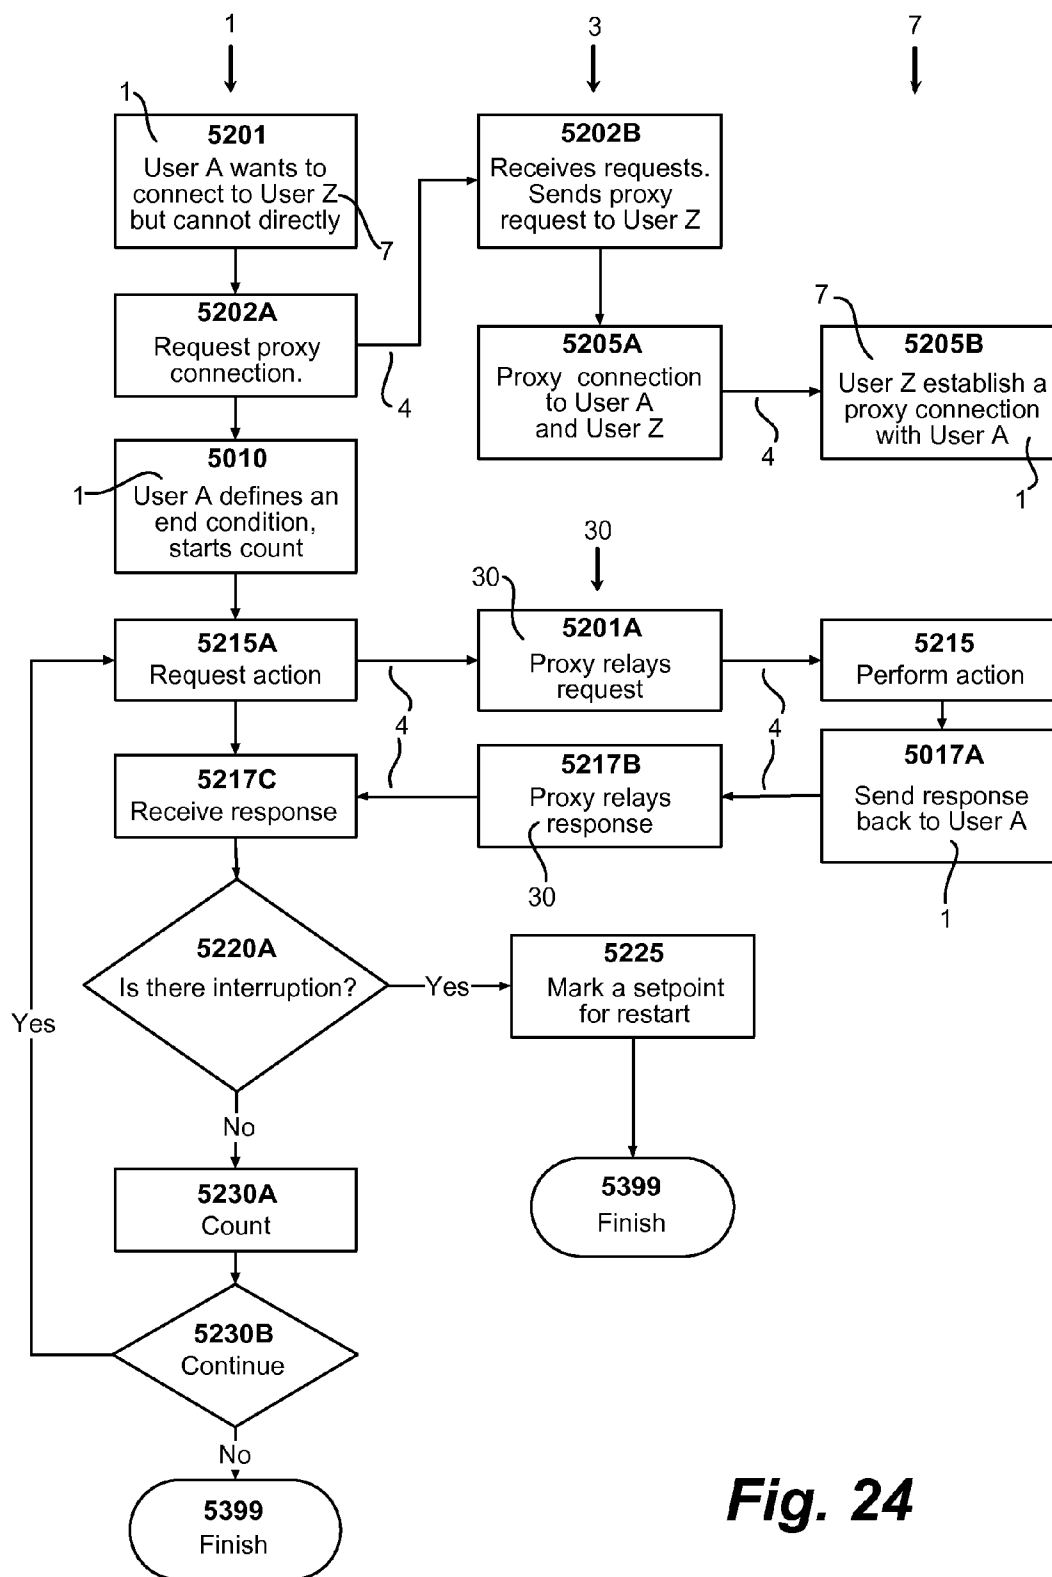 1
3
7
1
5201
User A wants to
connect to User Z
but cannot directly
7
5202B
Receives requests.
Sends proxy
request to User Z
5202A
Request proxy
connection.
4
5205A
Proxy connection
to User A
and User Z
4
7
5205B
User Z establish a
proxy connection
with User A
1
5010
1
User A defines an
end condition,
starts count
30
30
5215A
Request action
4
5201A
Proxy relays
request
4
5215
Perform action
5217C
Receive response
5217B
Proxy relays
response
30
5017A
Send response
back to User A
1
5220A
Is there interruption?
Yes
5225
Mark a setpoint
for restart
Yes
No
5230A
Count
5399
Finish
5230B
Continue
No
5399
Finish
Fig. 24